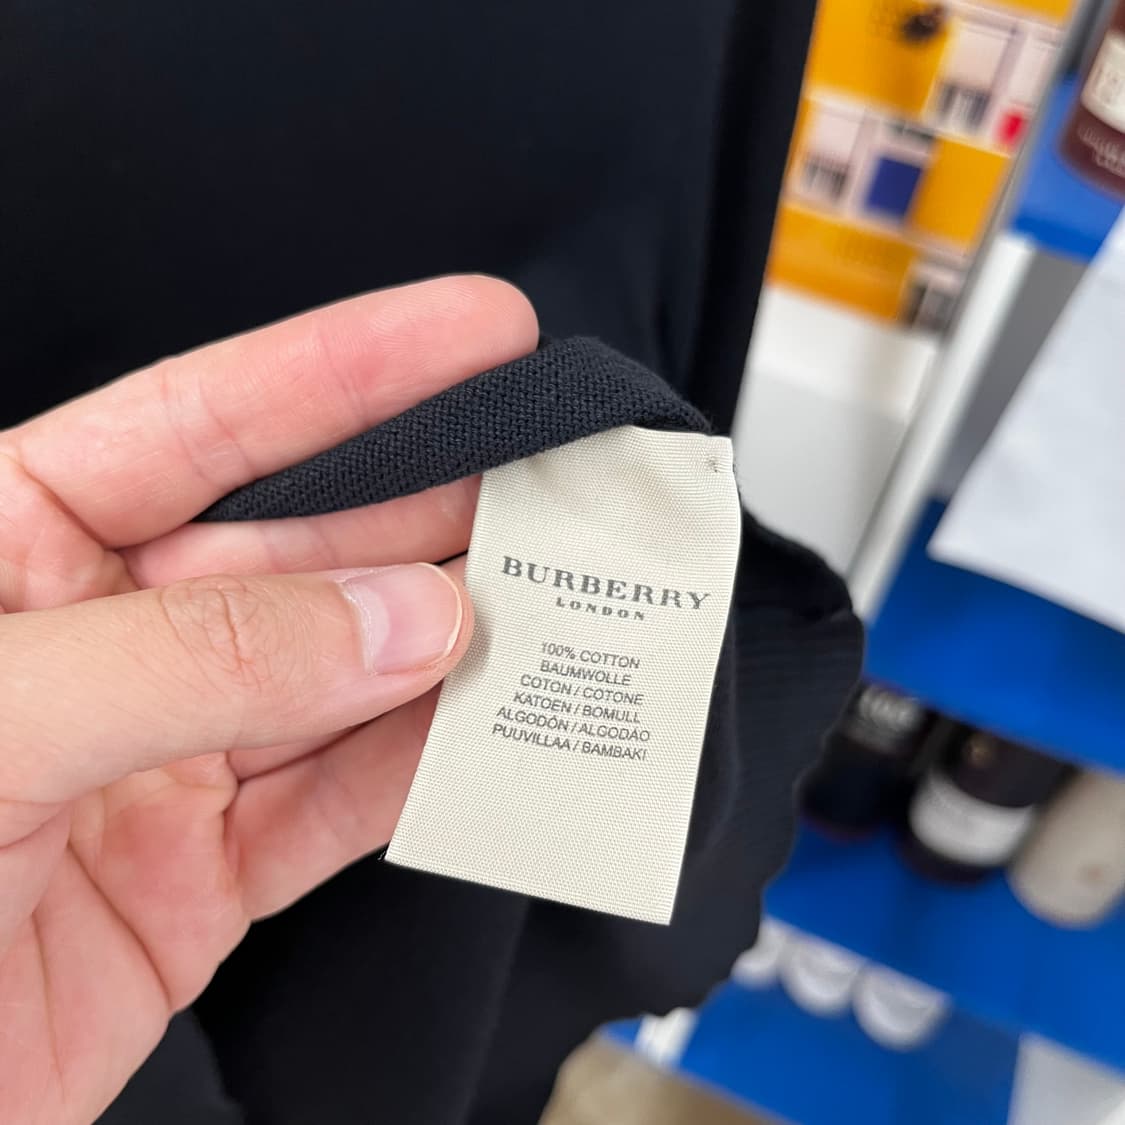 BURBERRY
LONDON
100% COTTON
BAUMWOLLE
COTON / COTONE
KATOEN / BOMULL
ALGODÓN / ALGODÃO
PUUVILLAA / BAMBAKI